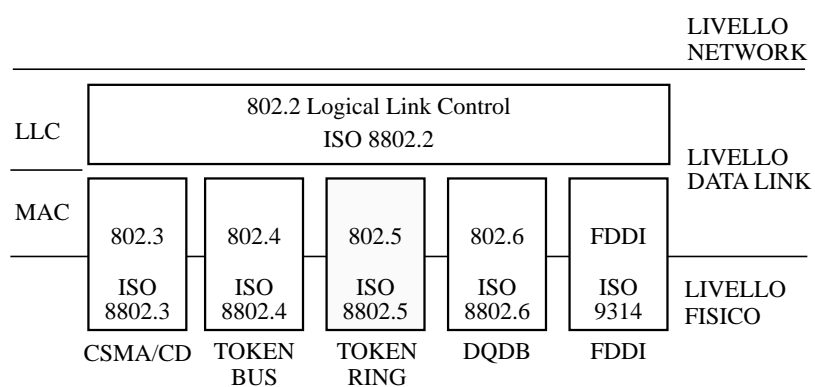 LIVELLO
NETWORK
802.2 Logical Link Control
ISO 8802.2
LLC
LIVELLO
DATA LINK
MAC
802.3
802.4
802.5
802.6
FDDI
ISO
8802.3
ISO
8802.4
ISO
8802.5
ISO
8802.6
ISO
9314
LIVELLO
FISICO
CSMA/CD
TOKEN
BUS
TOKEN
RING
DQDB
FDDI